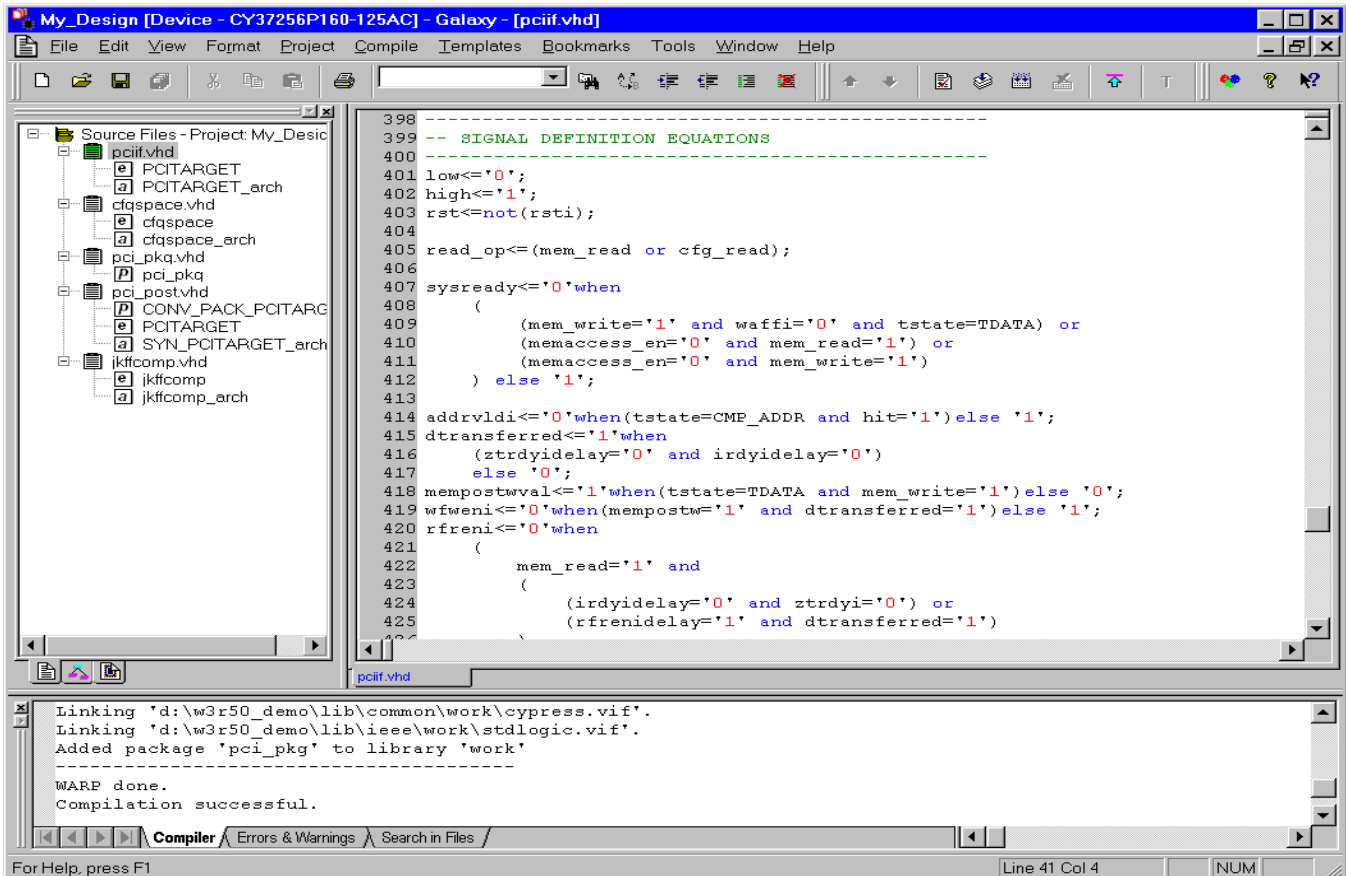 My_Design [Device - CY37256P160-125AC] - Galaxy - [pciif.vhd]
File Edit View Format Project Compile Templates Bookmarks Tools Window Help
Source Files - Project: My_Desic
pciif.vhd
PCITARGET
PCITARGET_arch
cfqspace.vhd
cfqspace
cfqspace_arch
pci_pkq.vhd
pci_pkq
pci_post.vhd
CONV_PACK_PCITARG
PCITARGET
SYN_PCITARGET_arch
jkffcomp.vhd
jkffcomp
jkffcomp_arch
398 --------------------------------------------------
399 -- SIGNAL DEFINITION EQUATIONS
400 --------------------------------------------------
401 low<='0';
402 high<='1';
403 rst<=not(rsti);
404
405 read_op<=(mem_read or cfg_read);
406
407 sysready<='0'when
408 (
409 (mem_write='1' and waffi='0' and tstate=TDATA) or
410 (memaccess_en='0' and mem_read='1') or
411 (memaccess_en='0' and mem_write='1')
412 ) else '1';
413
414 addrvldi<='0'when(tstate=CMP_ADDR and hit='1')else '1';
415 dtransferred<='1'when
416 (ztrdyidelay='0' and irdyidelay='0')
417 else '0';
418 mempostwval<='1'when(tstate=TDATA and mem_write='1')else '0';
419 wfweni<='0'when(mempostw='1' and dtransferred='1')else '1';
420 rfreni<='0'when
421 (
422 mem_read='1' and
423 (
424 (irdyidelay='0' and ztrdyi='0') or
425 (rfrenidelay='1' and dtransferred='1')
pciif.vhd
Linking 'd:\w3r50_demo\lib\common\work\cypress.vif'.
Linking 'd:\w3r50_demo\lib\ieee\work\stdlogic.vif'.
Added package 'pci_pkg' to library 'work'
----------------------------------------
WARP done.
Compilation successful.
Compiler Errors & Warnings Search in Files
For Help, press F1 Line 41 Col 4 NUM